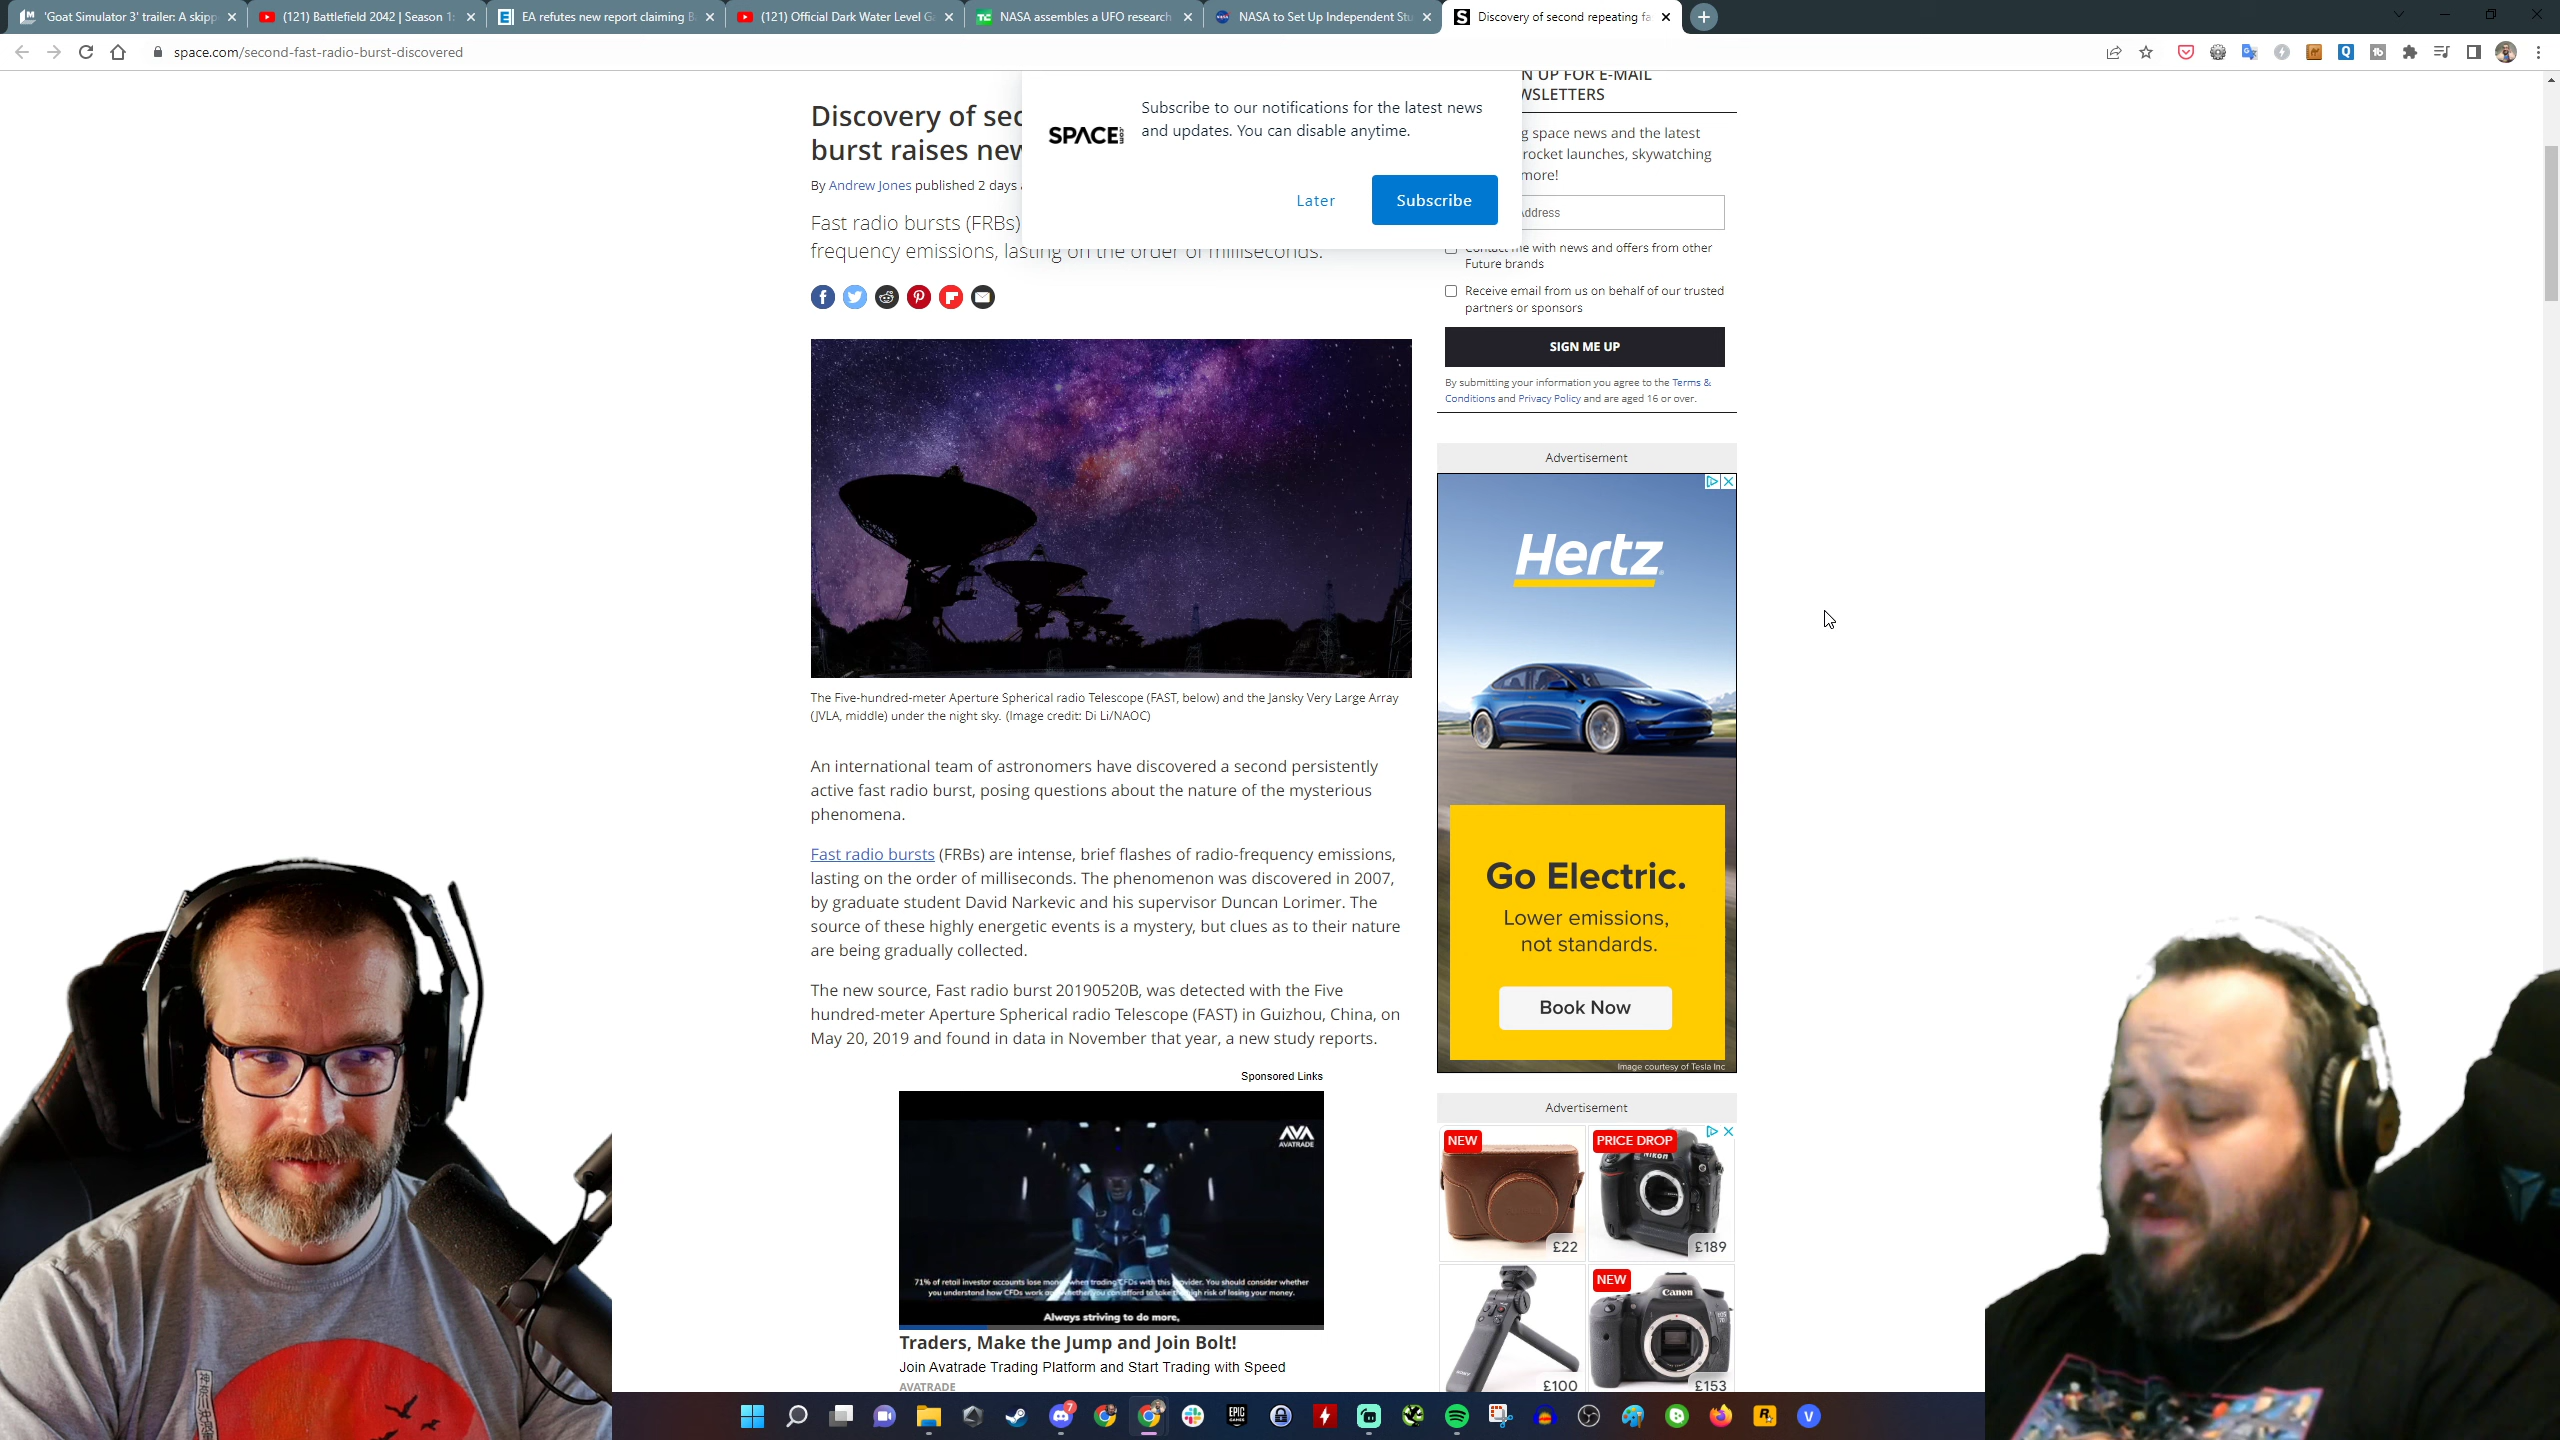 'Goat Simulator 3' trailer: A skipp
(121) Battlefield 2042 | Season 1:
EA refutes new report claiming B
(121) Official Dark Water Level G
NASA assembles a UFO research
NASA to Set Up Independent Stu
Discovery of second repeating fa
space.com/second-fast-radio-burst-discovered
Discovery of sec
burst raises new
By Andrew Jones published 2 days
Fast radio bursts (FRBs)
frequency emissions, lasting on the order of milliseconds.
SPACE
Subscribe to our notifications for the latest news
and updates. You can disable anytime.
Later
Subscribe
N UP FOR E-MAIL
WSLETTERS
g space news and the latest
rocket launches, skywatching
more!
Address
Contact me with news and offers from other
Future brands
Receive email from us on behalf of our trusted
partners or sponsors
SIGN ME UP
By submitting your information you agree to the Terms &
Conditions and Privacy Policy and are aged 16 or over.
The Five-hundred-meter Aperture Spherical radio Telescope (FAST, below) and the Jansky Very Large Array
(JVLA, middle) under the night sky. (Image credit: Di Li/NAOC)
An international team of astronomers have discovered a second persistently
active fast radio burst, posing questions about the nature of the mysterious
phenomena.
Fast radio bursts (FRBs) are intense, brief flashes of radio-frequency emissions,
lasting on the order of milliseconds. The phenomenon was discovered in 2007,
by graduate student David Narkevic and his supervisor Duncan Lorimer. The
source of these highly energetic events is a mystery, but clues as to their nature
are being gradually collected.
The new source, Fast radio burst 20190520B, was detected with the Five
hundred-meter Aperture Spherical radio Telescope (FAST) in Guizhou, China, on
May 20, 2019 and found in data in November that year, a new study reports.
Sponsored Links
AVA
AVATRADE
71% of retail investor accounts lose money when trading CFDs with this provider. You should consider whether
you understand how CFDs work and whether you can afford to take the high risk of losing your money.
Always striving to do more,
Traders, Make the Jump and Join Bolt!
Join Avatrade Trading Platform and Start Trading with Speed
AVATRADE
Advertisement
Hertz
Go Electric.
Lower emissions,
not standards.
Book Now
Image courtesy of Tesla Inc
Advertisement
NEW
£22
PRICE DROP
Nikon
£189
£100
NEW
Canon
£153
7
EPIC
GAMES
神奈川沖浪